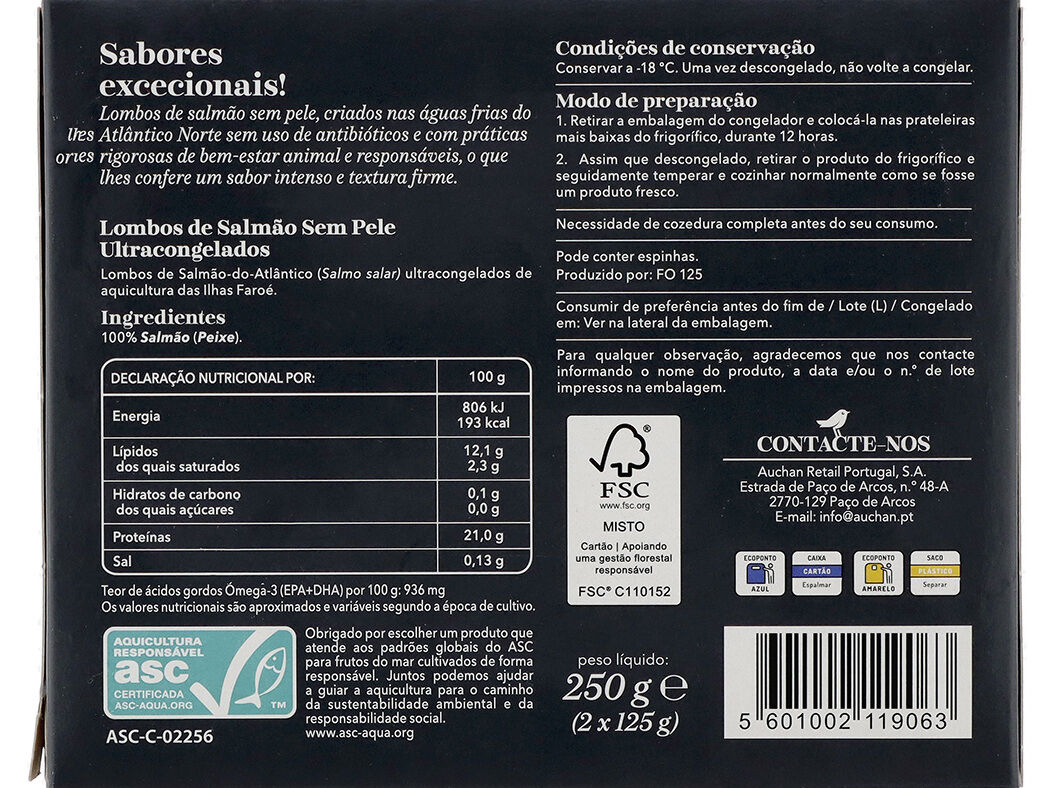 Sabores
excecionais!
Lombos de salmão sem pele, criados nas águas frias do
Atlântico Norte sem uso de antibióticos e com práticas
rigorosas de bem-estar animal e responsáveis, o que
lhes confere um sabor intenso e textura firme.
Lombos de Salmão Sem Pele
Ultracongelados
Lombos de Salmão-do-Atlântico (Salmo salar) ultracongelados de
aquicultura das Ilhas Faroé.
Ingredientes
100% Salmão (Peixe).
DECLARAÇÃO NUTRICIONAL POR: 100 g
Energia 806 kJ
193 kcal
Lípidos 12,1 g
dos quais saturados 2,3 g
Hidratos de carbono 0,1 g
dos quais açúcares 0,0 g
Proteínas 21,0 g
Sal 0,13 g
Teor de ácidos gordos Ómega-3 (EPA+DHA) por 100 g: 936 mg
Os valores nutricionais são aproximados e variáveis segundo a época de cultivo.
AQUICULTURA
RESPONSÁVEL
asc
CERTIFICADA
ASC-AQUA.ORG
TM
ASC-C-02256
Obrigado por escolher um produto que
atende aos padrões globais do ASC
para frutos do mar cultivados de forma
responsável. Juntos podemos ajudar
a guiar a aquicultura para o caminho
da sustentabilidade ambiental e da
responsabilidade social.
www.asc-aqua.org
Condições de conservação
Conservar a -18 °C. Uma vez descongelado, não volte a congelar.
Modo de preparação
1. Retirar a embalagem do congelador e colocá-la nas prateleiras
mais baixas do frigorífico, durante 12 horas.
2. Assim que descongelado, retirar o produto do frigorífico e
seguidamente temperar e cozinhar normalmente como se fosse
um produto fresco.
Necessidade de cozedura completa antes do seu consumo.
Pode conter espinhas.
Produzido por: FO 125
Consumir de preferência antes do fim de / Lote (L) / Congelado
em: Ver na lateral da embalagem.
Para qualquer observação, agradecemos que nos contacte
informando o nome do produto, a data e/ou o n.º de lote
impressos na embalagem.
®
FSC
www.fsc.org
MISTO
Cartão | Apoiando
uma gestão florestal
responsável
FSC® C110152
CONTACTE-NOS
Auchan Retail Portugal, S.A.
Estrada de Paço de Arcos, n.º 48-A
2770-129 Paço de Arcos
E-mail: info@auchan.pt
ECOPONTO
AZUL
CAIXA
CARTÃO
Espalmar
ECOPONTO
AMARELO
SACO
PLÁSTICO
Separar
peso líquido:
250 g ℮
(2 x 125 g)
5 601002 119063